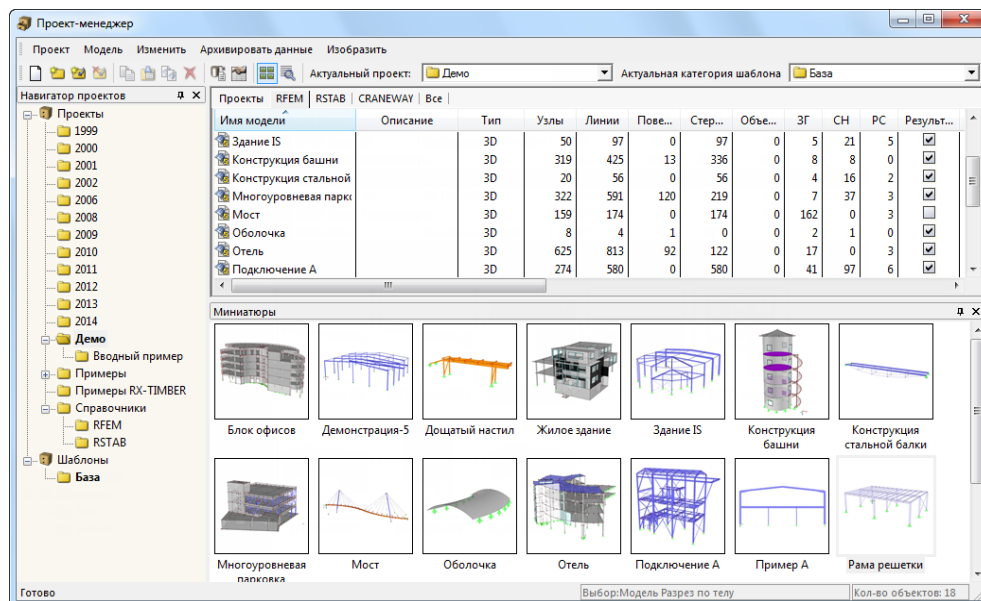 Проект-менеджер
Проект Модель Изменить Архивировать данные Изобразить
Актуальный проект: Демо Актуальная категория шаблона База
Навигатор проектов
Проекты
1999
2000
2001
2002
2006
2008
2009
2010
2011
2012
2013
2014
Демо
Вводный пример
Примеры
Примеры RX-TIMBER
Справочники
RFEM
RSTAB
Шаблоны
База
Проекты RFEM RSTAB CRANEWAY Все
Имя модели Описание Тип Узлы Линии Пове... Стер... Объе... ЗГ СН РС Результ...
Здание IS 3D 50 97 0 97 0 5 21 5
Конструкция башни 3D 319 425 13 336 0 8 8 0
Конструкция стальной 3D 20 56 0 56 0 4 16 2
Многоуровневая парко 3D 322 591 120 219 0 7 37 3
Мост 3D 159 174 0 174 0 162 0 3
Оболочка 3D 8 4 1 0 0 2 1 0
Отель 3D 625 813 92 122 0 17 0 3
Подключение A 3D 274 580 0 580 0 41 97 6
Миниатюры
Блок офисов Демонстрация-5 Дощатый настил Жилое здание Здание IS Конструкция башни Конструкция стальной балки
Многоуровневая парковка Мост Оболочка Отель Подключение A Пример A Рама решетки
Готово Выбор:Модель Разрез по телу Кол-во объектов: 18